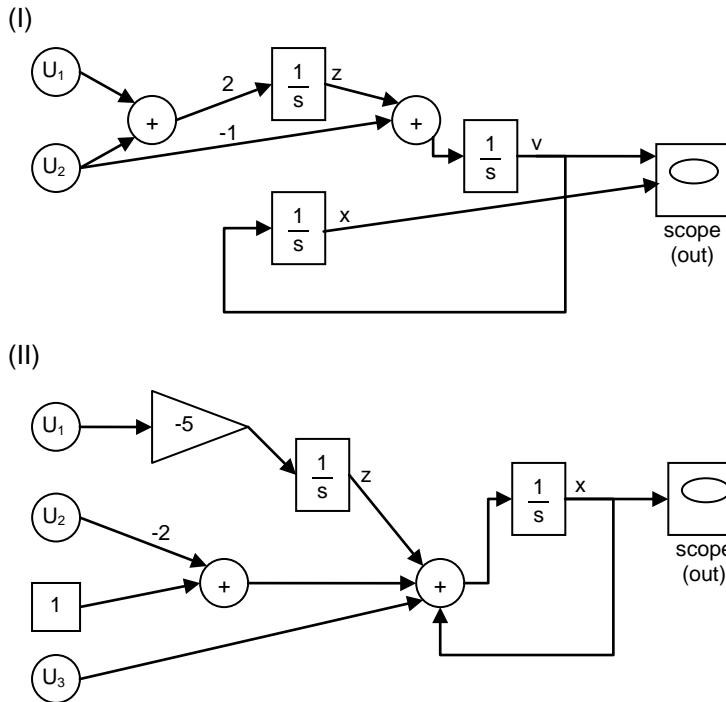 (I)
U₁
2
1
s
z
+
+
-1
U₂
1
s
v
1
s
x
scope
(out)
(II)
U₁
-5
1
s
z
1
s
x
U₂
-2
scope
(out)
+
+
1
U₃